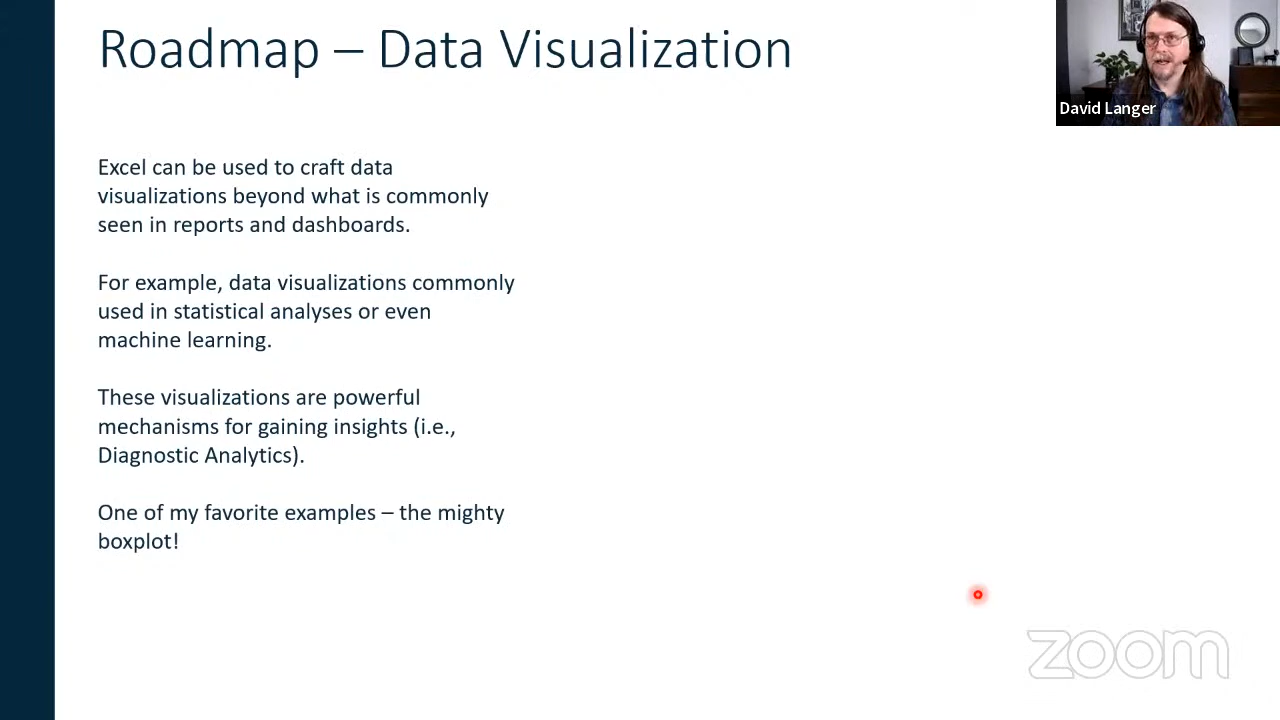 Roadmap – Data Visualization
David Langer
Excel can be used to craft data
visualizations beyond what is commonly
seen in reports and dashboards.
For example, data visualizations commonly
used in statistical analyses or even
machine learning.
These visualizations are powerful
mechanisms for gaining insights (i.e.,
Diagnostic Analytics).
One of my favorite examples – the mighty
boxplot!
zoom